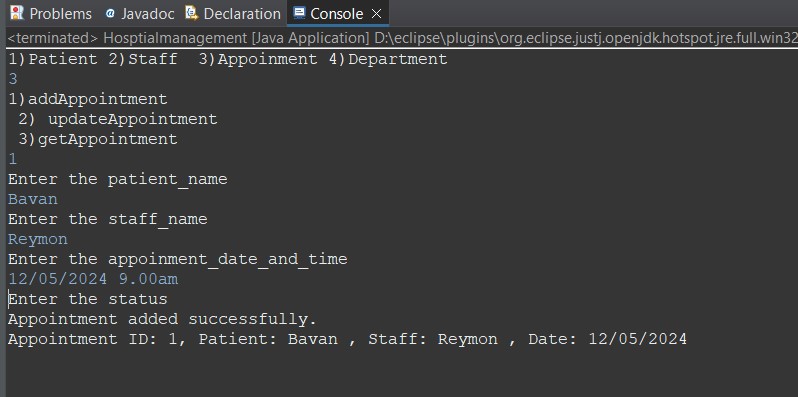 Problems @ Javadoc Declaration Console
<terminated> Hosptialmanagement [Java Application] D:\eclipse\plugins\org.eclipse.justj.openjdk.hotspot.jre.full.win32
1)Patient 2)Staff  3)Appoinment 4)Department
3
1)addAppointment
2) updateAppointment
3)getAppointment
1
Enter the patient_name
Bavan
Enter the staff_name
Reymon
Enter the appoinment_date_and_time
12/05/2024 9.00am
Enter the status
Appointment added successfully.
Appointment ID: 1, Patient: Bavan , Staff: Reymon , Date: 12/05/2024